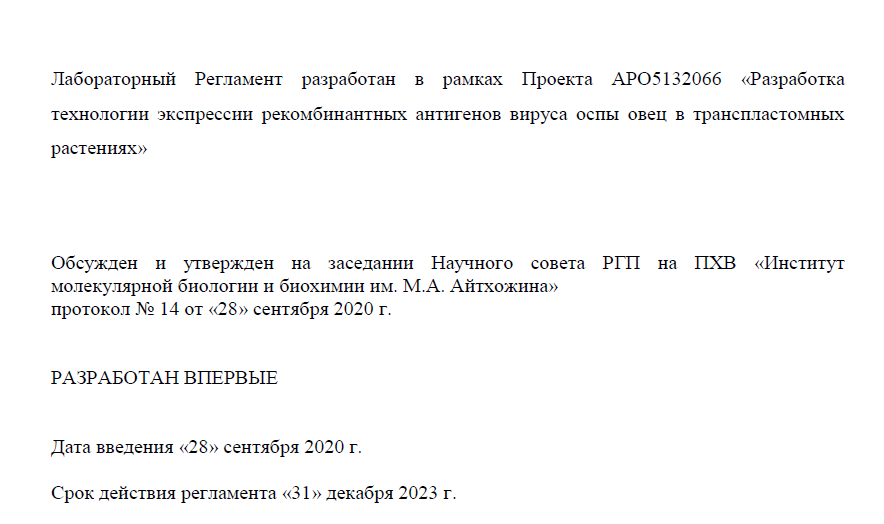 Лабораторный Регламент разработан в рамках Проекта АРО5132066 «Разработка
технологии экспрессии рекомбинантных антигенов вируса оспы овец в транспластомных
растениях»
Обсужден и утвержден на заседании Научного совета РГП на ПХВ «Институт
молекулярной биологии и биохимии им. М.А. Айтхожина»
протокол № 14 от «28» сентября 2020 г.
РАЗРАБОТАН ВПЕРВЫЕ
Дата введения «28» сентября 2020 г.
Срок действия регламента «31» декабря 2023 г.